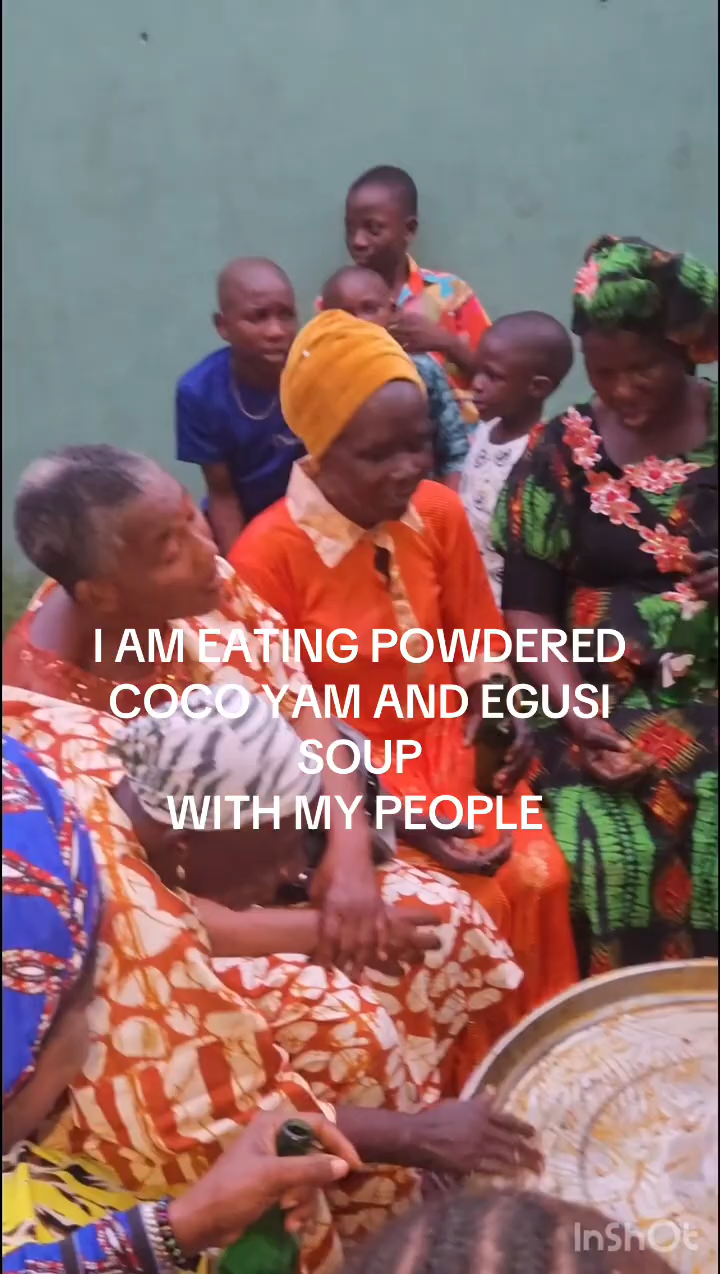 I AM EATING POWDERED
COCO YAM AND EGUSI
SOUP
WITH MY PEOPLE
InShOt